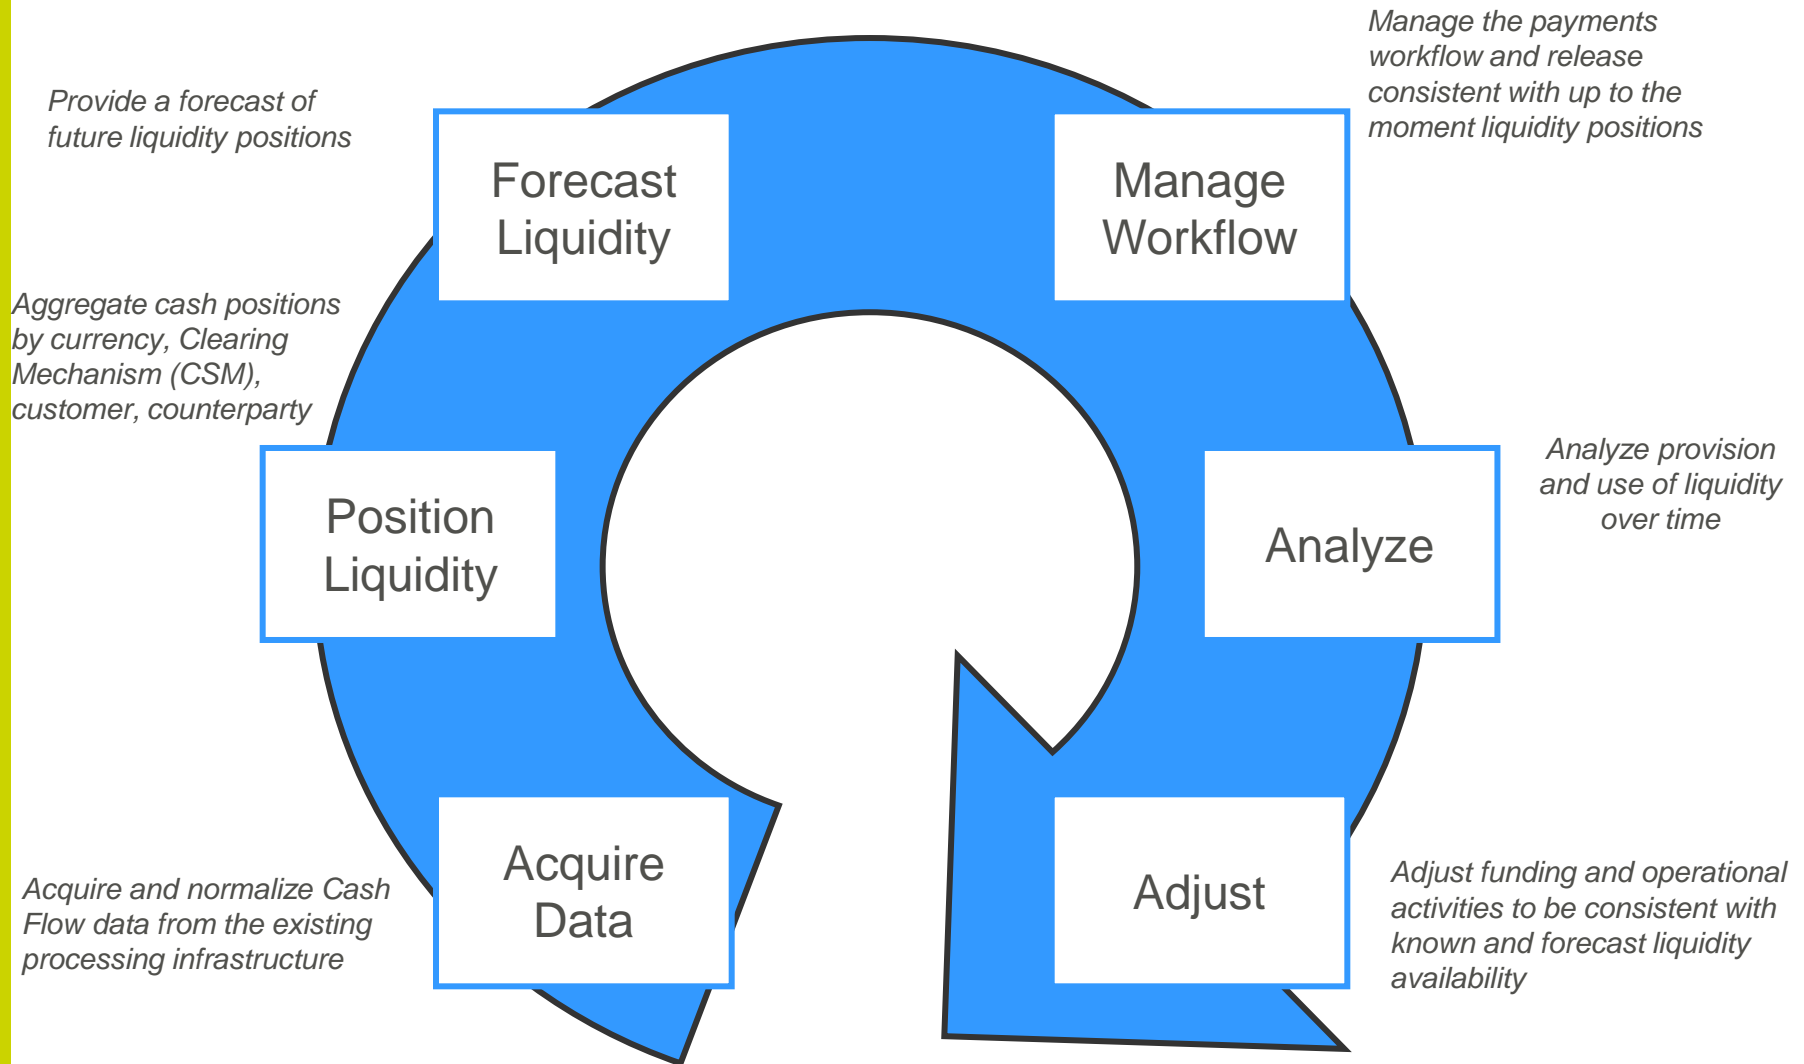 Manage the payments
workflow and release
consistent with up to the
moment liquidity positions
Provide a forecast of
future liquidity positions
Forecast
Liquidity
Manage
Workflow
Aggregate cash positions
by currency, Clearing
Mechanism (CSM),
customer, counterparty
Position
Liquidity
Analyze
Analyze provision
and use of liquidity
over time
Acquire
Data
Adjust
Acquire and normalize Cash
Flow data from the existing
processing infrastructure
Adjust funding and operational
activities to be consistent with
known and forecast liquidity
availability